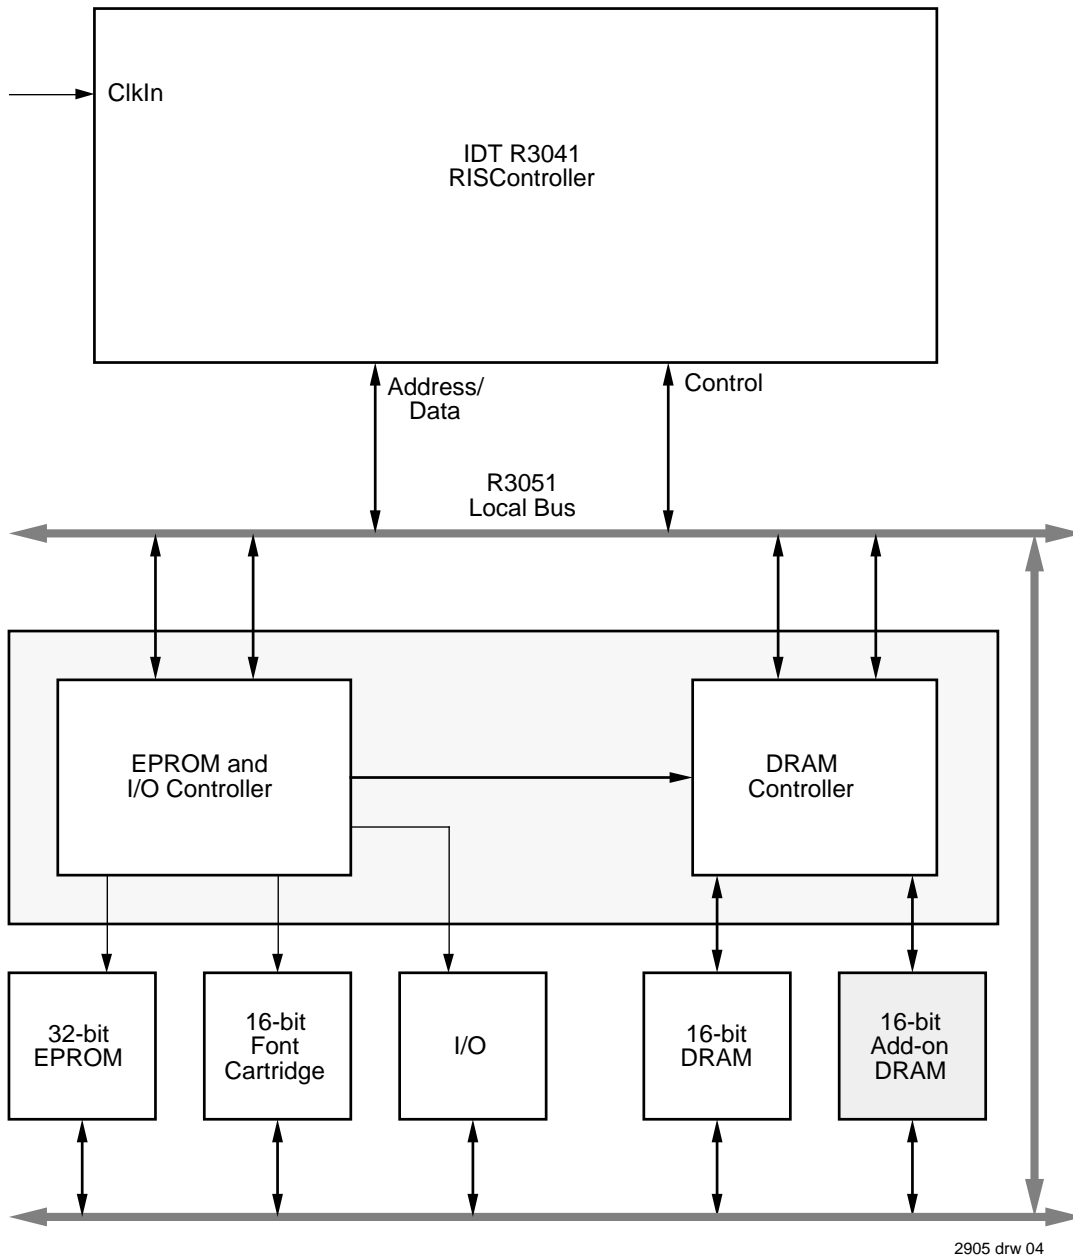 ClkIn
IDT R3041
RISController
Address/
Data
Control
R3051
Local Bus
EPROM and
I/O Controller
DRAM
Controller
32-bit
EPROM
16-bit
Font
Cartridge
I/O
16-bit
DRAM
16-bit
Add-on
DRAM
2905 drw 04